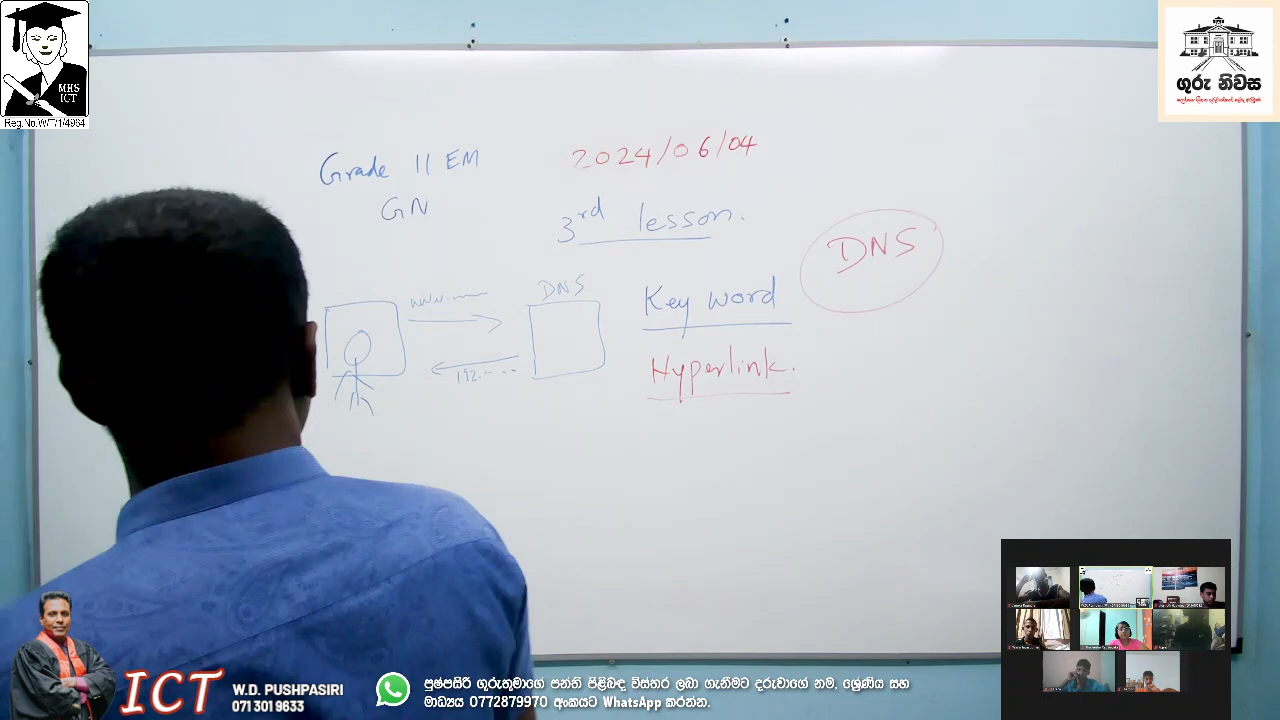 MHS
ICT
Reg.No.W/T/1/4964
ගුරු නිවස
Grade 11 EM
GN
2024/06/04
3rd lesson.
DNS
www.
DNS
192.
Key word
Hyperlink.
ICT
W.D. PUSHPASIRI
071 301 9633
පුෂ්පසිරි ගුරුතුමාගේ පන්ති පිළිබඳ විස්තර ලබා ගැනීමට දරුවාගේ නම, ශ්‍රේණිය සහ
මාධ්‍යය 0772879970 අංකයට WhatsApp කරන්න.